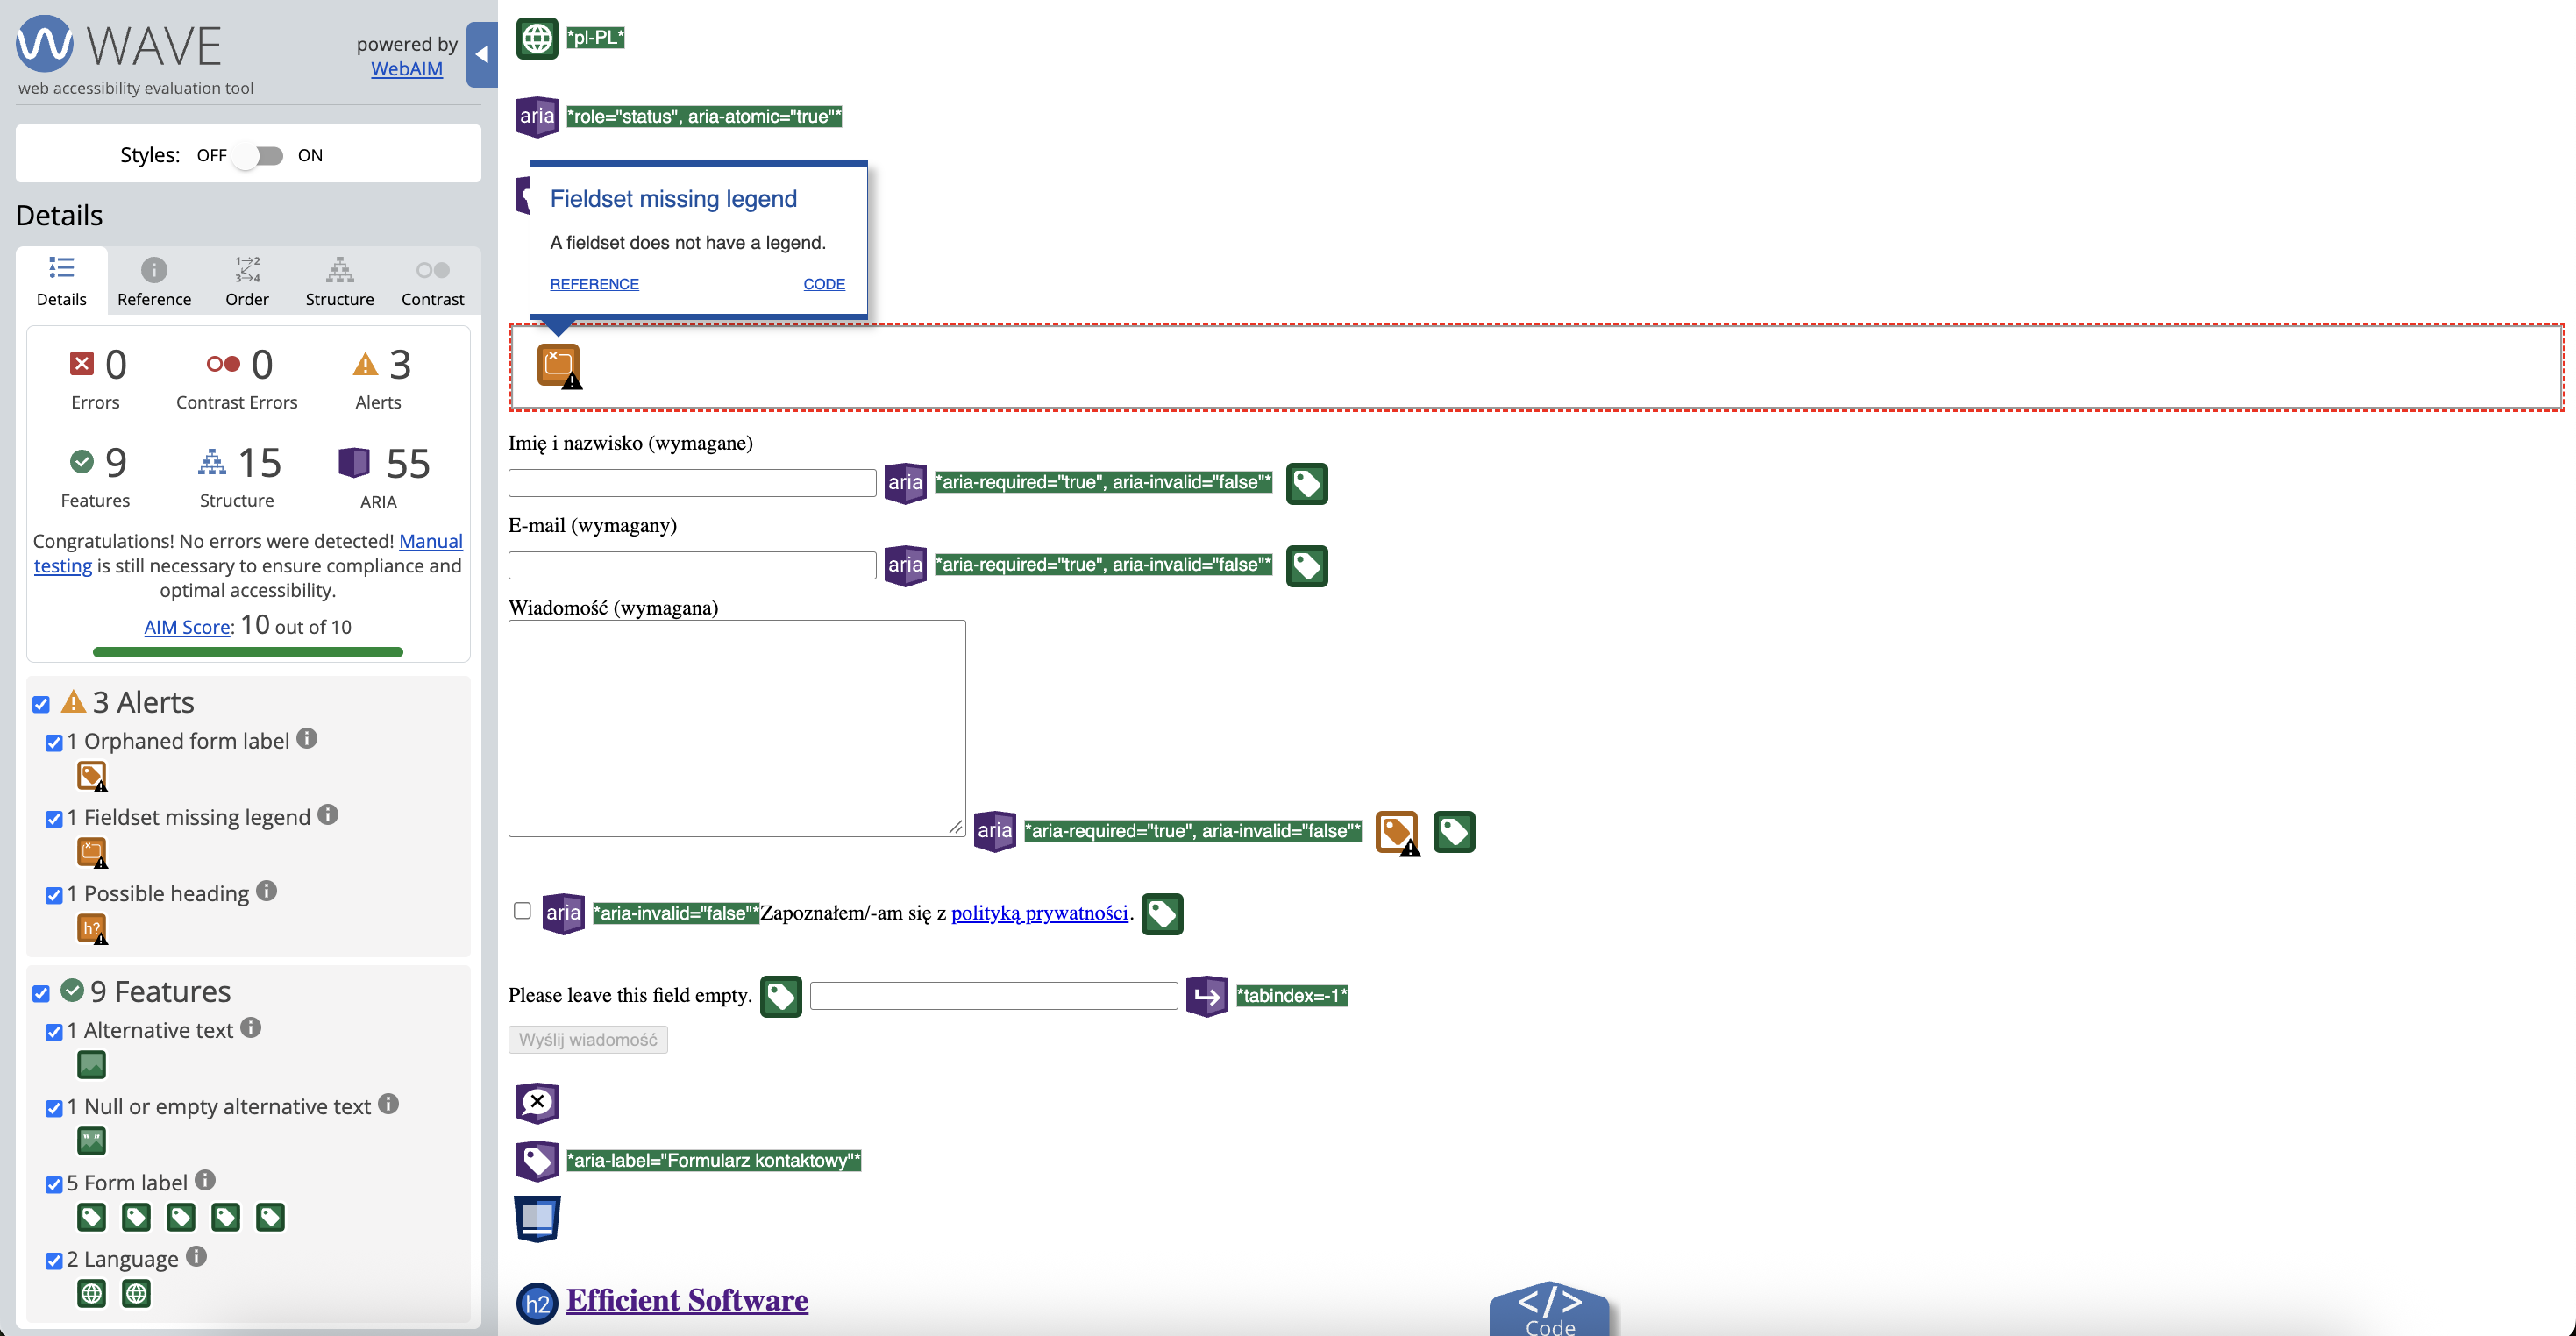 WAVE
powered by
WebAIM
web accessibility evaluation tool
Styles: OFF ON
Details
Details Reference Order Structure Contrast
0 0 3
Errors Contrast Errors Alerts
9 15 55
Features Structure ARIA
Congratulations! No errors were detected! Manual
testing is still necessary to ensure compliance and
optimal accessibility.
AIM Score: 10 out of 10
3 Alerts
1 Orphaned form label
1 Fieldset missing legend
1 Possible heading
h?
9 Features
1 Alternative text
1 Null or empty alternative text
5 Form label
2 Language
*pl-PL*
aria *role="status", aria-atomic="true"*
Fieldset missing legend
A fieldset does not have a legend.
REFERENCE CODE
Imię i nazwisko (wymagane)
aria *aria-required="true", aria-invalid="false"*
E-mail (wymagany)
aria *aria-required="true", aria-invalid="false"*
Wiadomość (wymagana)
aria *aria-required="true", aria-invalid="false"*
aria *aria-invalid="false"*Zapoznałem/-am się z polityką prywatności.
Please leave this field empty. *tabindex=-1*
Wyślij wiadomość
*aria-label="Formularz kontaktowy"*
h2 Efficient Software
</> 
Code